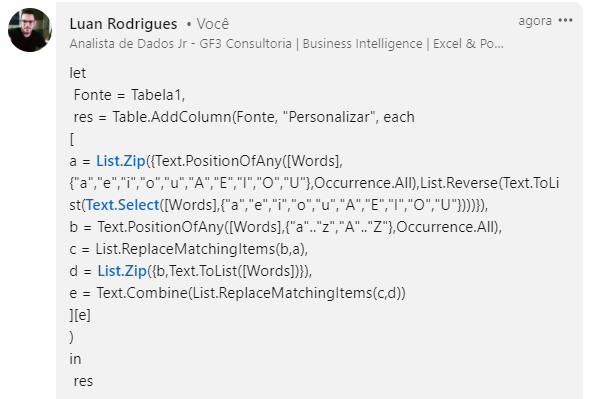 Luan Rodrigues • Você
agora •••
Analista de Dados Jr - GF3 Consultoria | Business Intelligence | Excel & Po...
let
Fonte = Tabela1,
res = Table.AddColumn(Fonte, "Personalizar", each
[
a = List.Zip({Text.PositionOfAny([Words],
{"a","e","i","o","u","A","E","I","O","U"},Occurrence.All),List.Reverse(Text.ToLi
st(Text.Select([Words],{"a","e","i","o","u","A","E","I","O","U"})))}),
b = Text.PositionOfAny([Words],{"a".."z","A".."Z"},Occurrence.All),
c = List.ReplaceMatchingItems(b,a),
d = List.Zip({b,Text.ToList([Words])}),
e = Text.Combine(List.ReplaceMatchingItems(c,d))
][e]
)
in
res